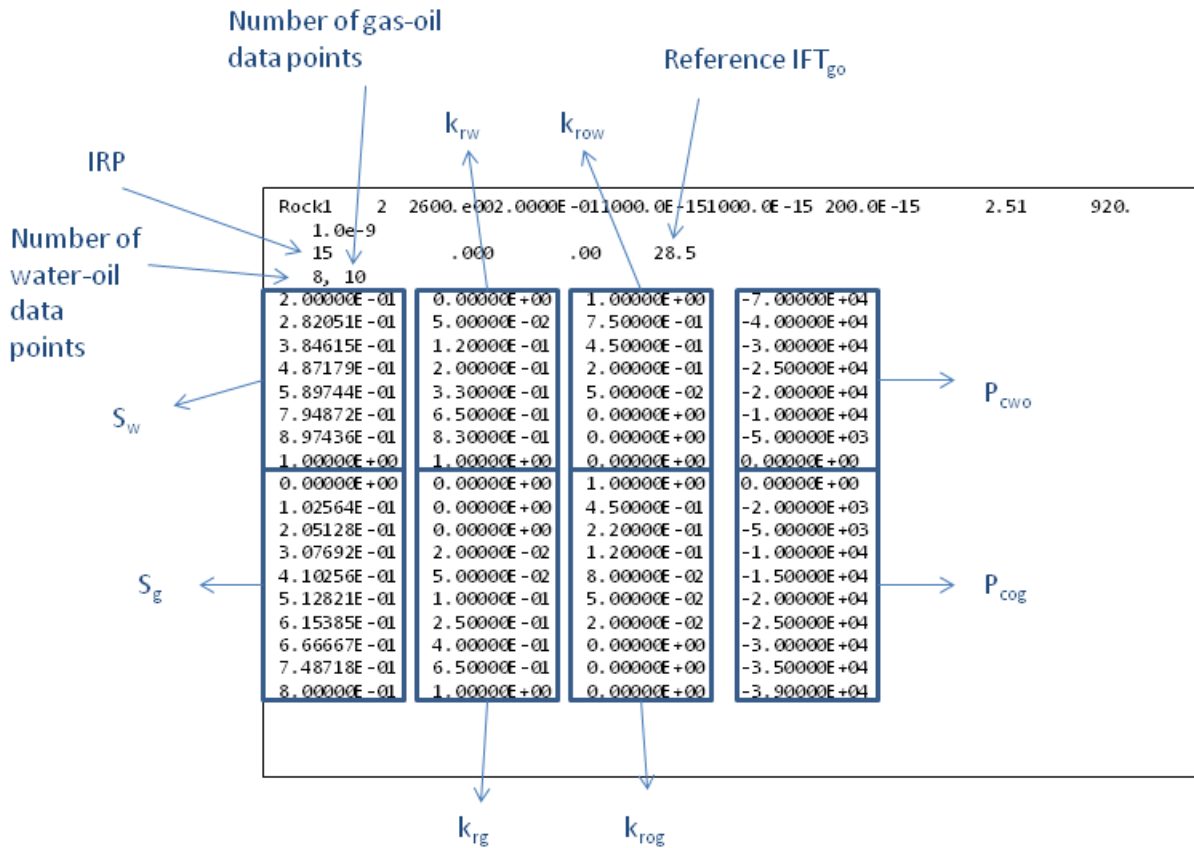 Number of gas-oil
data points
Reference IFTgo
krw
krow
IRP
Number of
water-oil
data
points
Rock1 2 2600.e002.0000E-011000.0E-151000.0E-15 200.0E-15 2.51 920.
1.0e-9
15 .000 .00 28.5
8, 10
2.00000E-01 0.00000E+00 1.00000E+00 -7.00000E+04
2.82051E-01 5.00000E-02 7.50000E-01 -4.00000E+04
3.84615E-01 1.20000E-01 4.50000E-01 -3.00000E+04
4.87179E-01 2.00000E-01 2.00000E-01 -2.50000E+04
5.89744E-01 3.30000E-01 5.00000E-02 -2.00000E+04
7.94872E-01 6.50000E-01 0.00000E+00 -1.00000E+04
8.97436E-01 8.30000E-01 0.00000E+00 -5.00000E+03
1.00000E+00 1.00000E+00 0.00000E+00 0.00000E+00
0.00000E+00 0.00000E+00 1.00000E+00 0.00000E+00
1.02564E-01 0.00000E+00 4.50000E-01 -2.00000E+03
2.05128E-01 0.00000E+00 2.20000E-01 -5.00000E+03
3.07692E-01 2.00000E-02 1.20000E-01 -1.00000E+04
4.10256E-01 5.00000E-02 8.00000E-02 -1.50000E+04
5.12821E-01 1.00000E-01 5.00000E-02 -2.00000E+04
6.15385E-01 2.50000E-01 2.00000E-02 -2.50000E+04
6.66667E-01 4.00000E-01 0.00000E+00 -3.00000E+04
7.48718E-01 6.50000E-01 0.00000E+00 -3.50000E+04
8.00000E-01 1.00000E+00 0.00000E+00 -3.90000E+04
Sw
Pcwo
Sg
Pcog
krg
krog